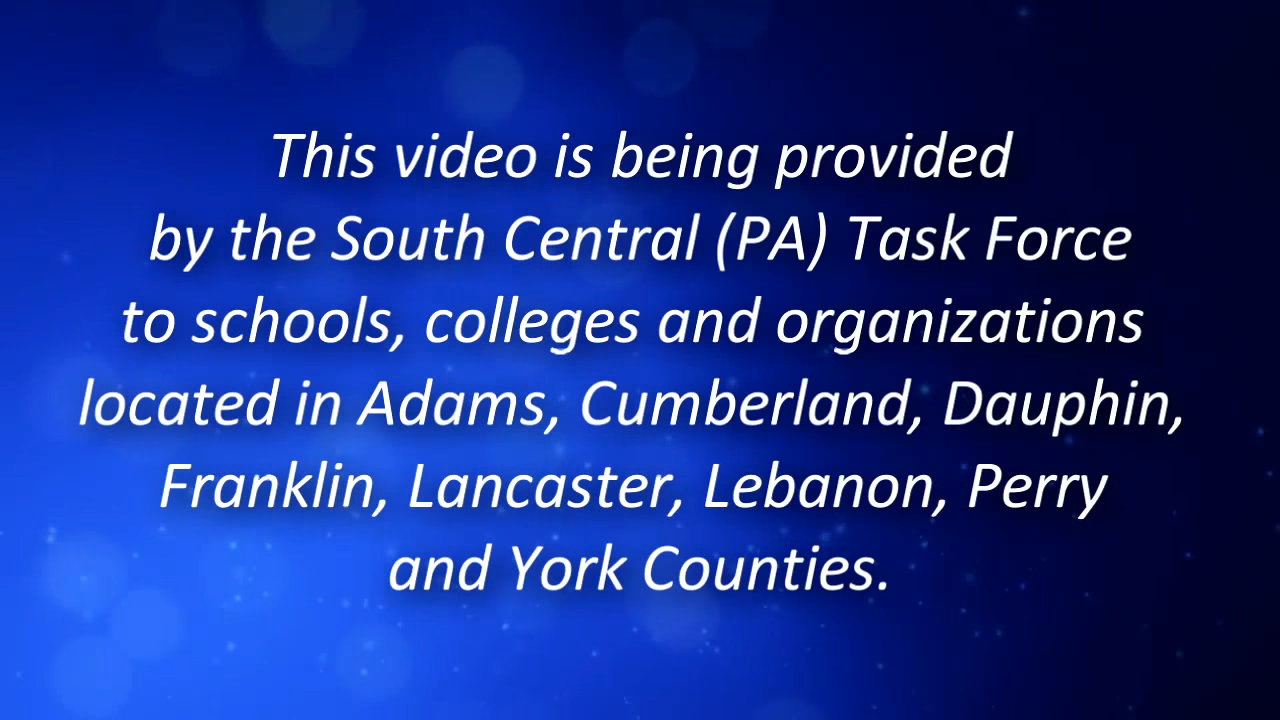 This video is being provided
by the South Central (PA) Task Force
to schools, colleges and organizations
located in Adams, Cumberland, Dauphin,
Franklin, Lancaster, Lebanon, Perry
and York Counties.